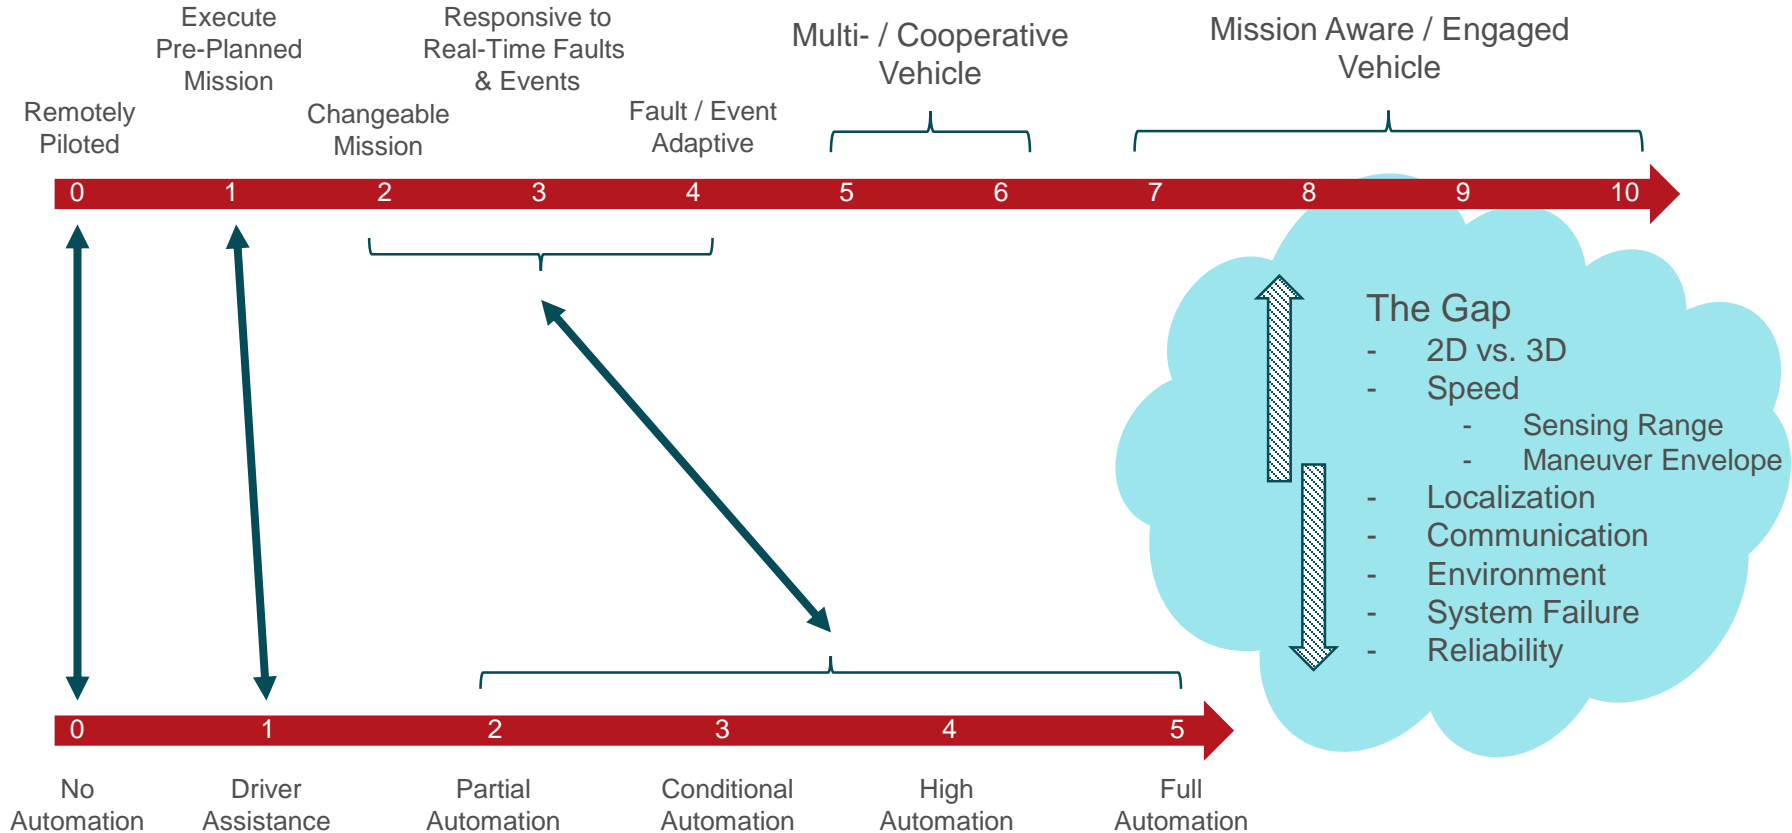 Execute
Pre-Planned
Mission
Responsive to
Real-Time Faults
& Events
Multi- / Cooperative
Vehicle
Mission Aware / Engaged
Vehicle
Remotely
Piloted
Changeable
Mission
Fault / Event
Adaptive
0 1 2 3 4 5 6 7 8 9 10
The Gap
- 2D vs. 3D
- Speed
- Sensing Range
- Maneuver Envelope
- Localization
- Communication
- Environment
- System Failure
- Reliability
0 1 2 3 4 5
No
Automation
Driver
Assistance
Partial
Automation
Conditional
Automation
High
Automation
Full
Automation